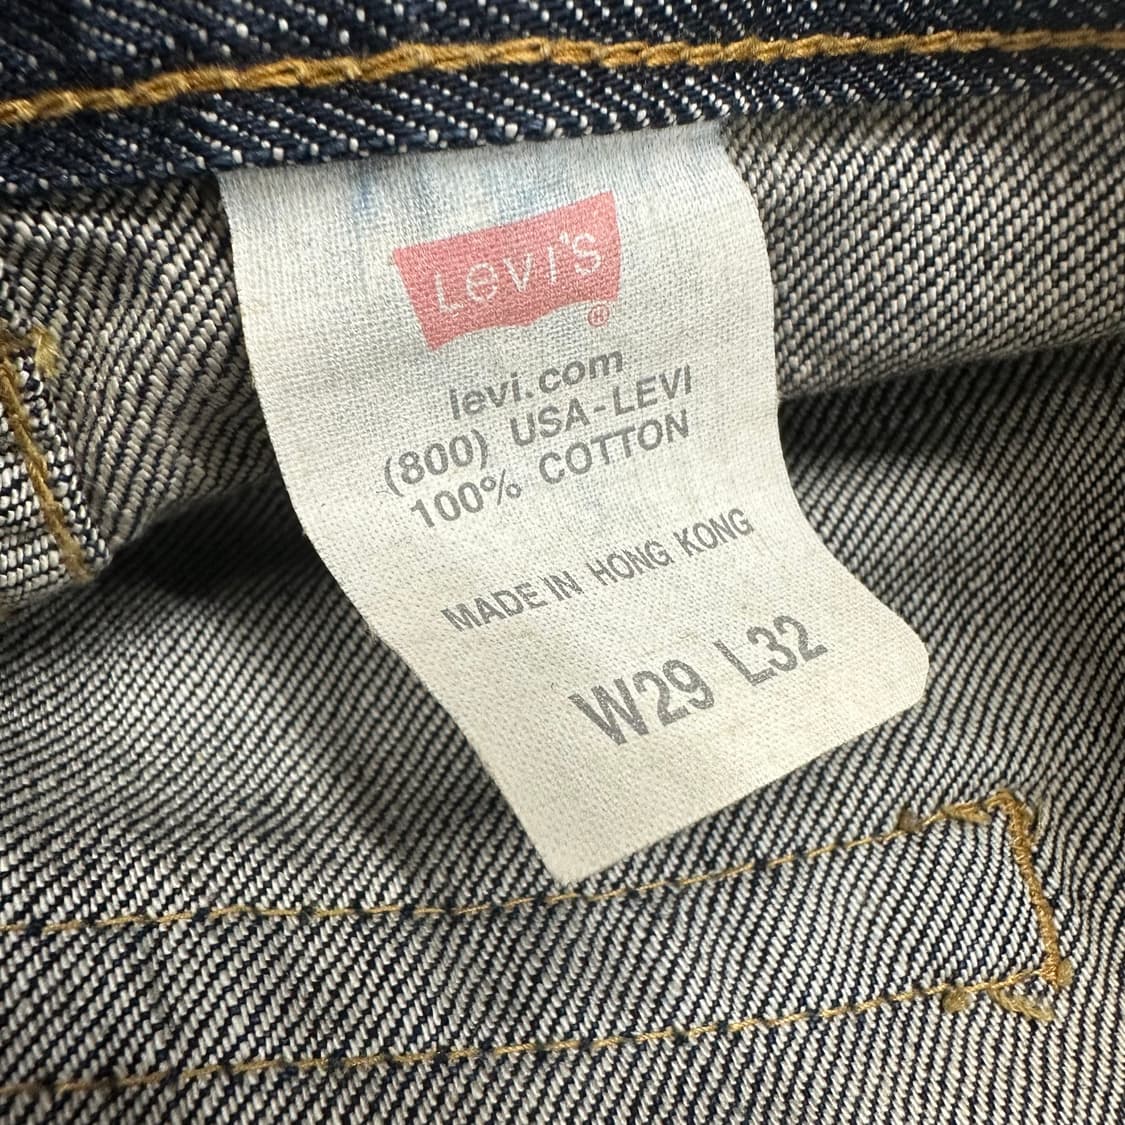 LeVI'S
®
levi.com
(800) USA-LEVI
100% COTTON
MADE IN HONG KONG
W29 L32